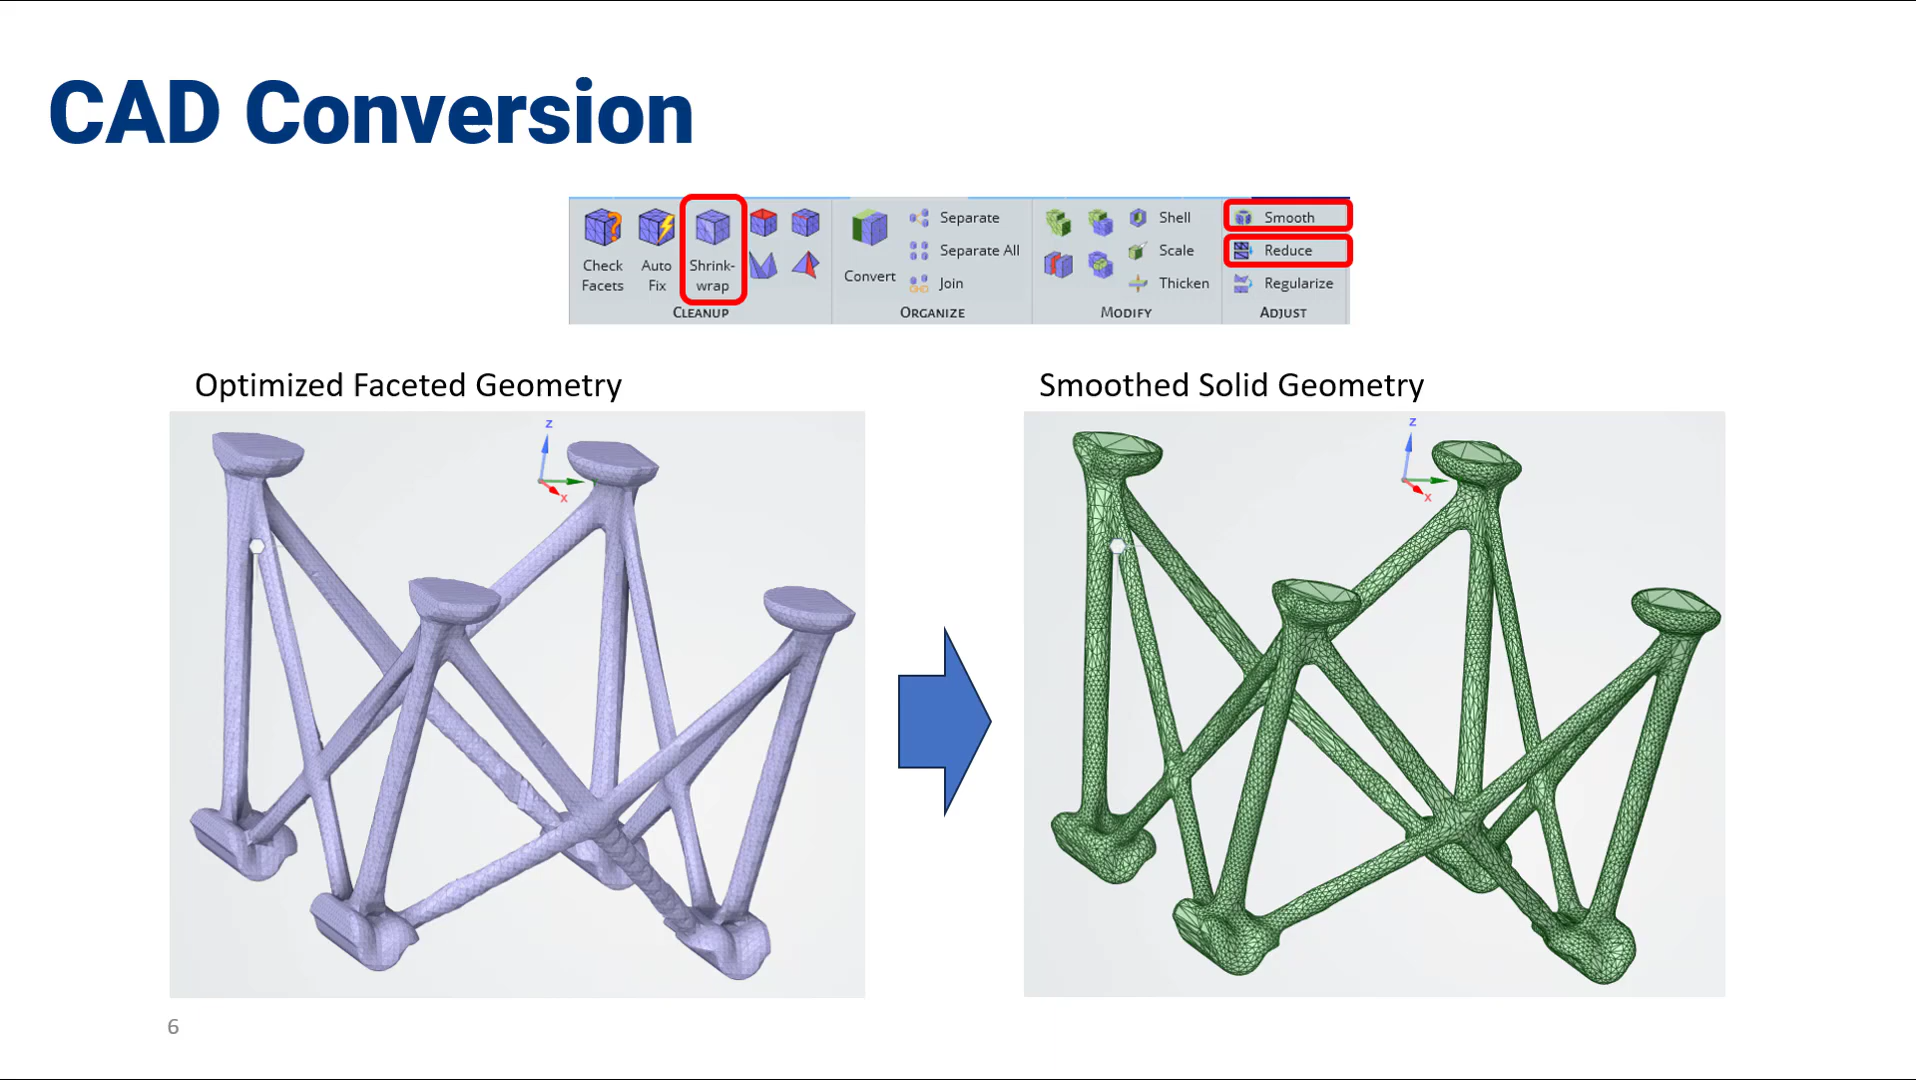 CAD Conversion
Check
Facets
Auto
Fix
Shrink-
wrap
CLEANUP
Convert
Separate
Separate All
Join
ORGANIZE
Shell
Scale
Thicken
MODIFY
Smooth
Reduce
Regularize
ADJUST
Optimized Faceted Geometry
Z
X
Smoothed Solid Geometry
Z
X
6